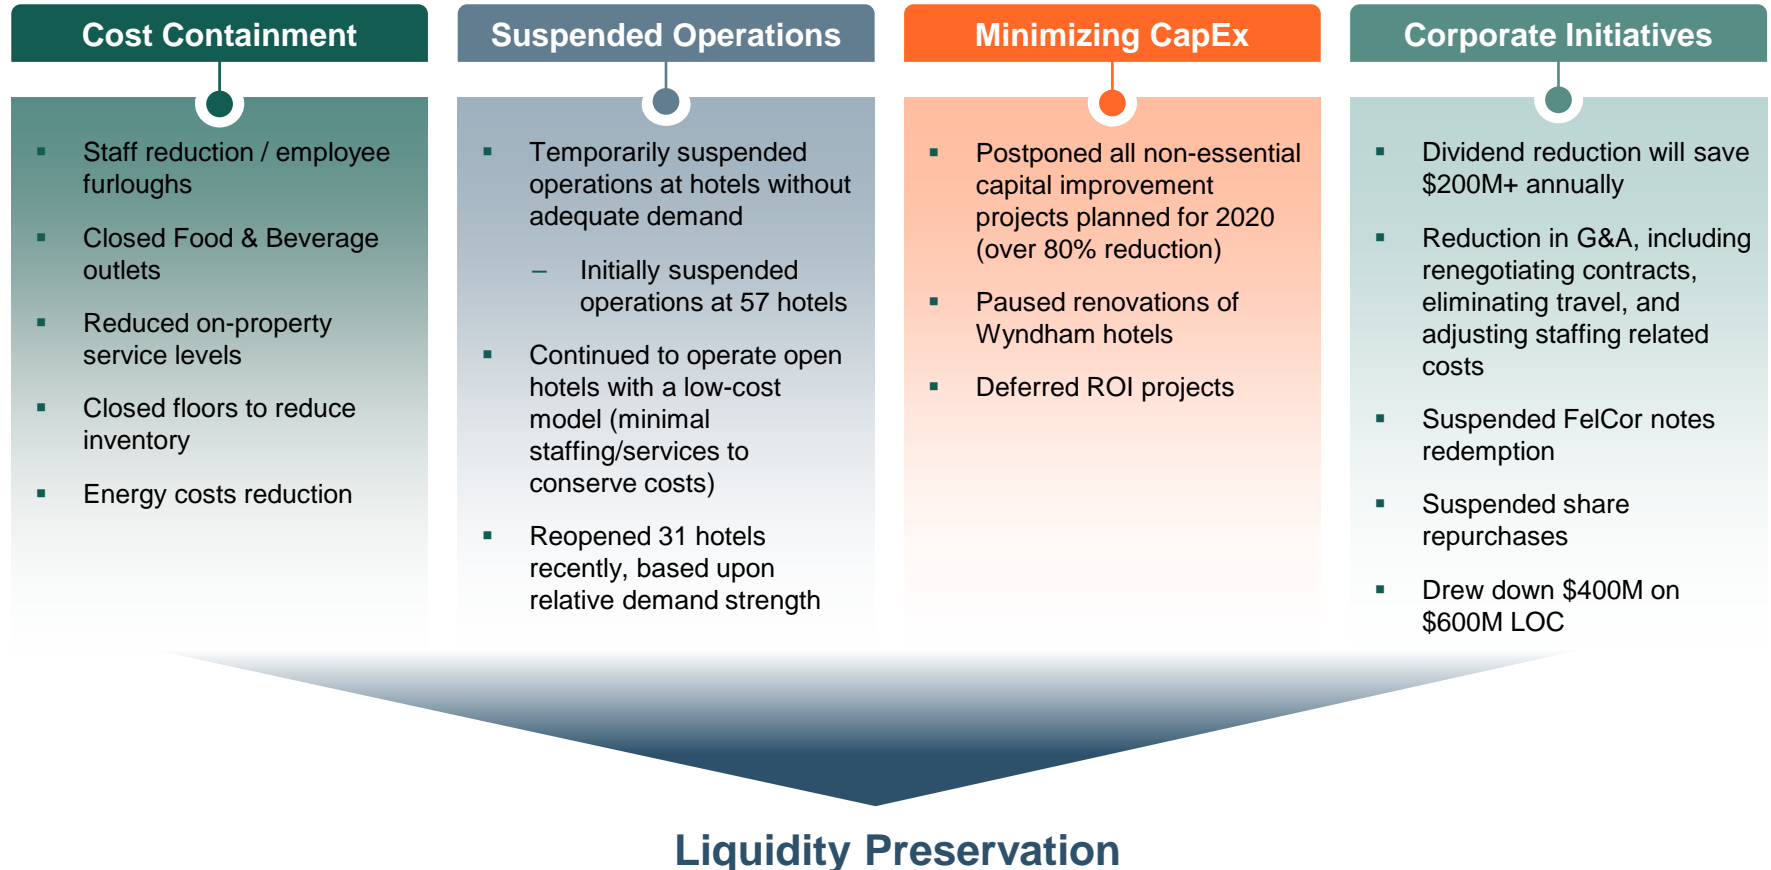 Cost Containment
▪ Staff reduction / employee
furloughs
▪ Closed Food & Beverage
outlets
▪ Reduced on-property
service levels
▪ Closed floors to reduce
inventory
▪ Energy costs reduction
Suspended Operations
▪ Temporarily suspended
operations at hotels without
adequate demand
– Initially suspended
operations at 57 hotels
▪ Continued to operate open
hotels with a low-cost
model (minimal
staffing/services to
conserve costs)
▪ Reopened 31 hotels
recently, based upon
relative demand strength
Minimizing CapEx
▪ Postponed all non-essential
capital improvement
projects planned for 2020
(over 80% reduction)
▪ Paused renovations of
Wyndham hotels
▪ Deferred ROI projects
Corporate Initiatives
▪ Dividend reduction will save
$200M+ annually
▪ Reduction in G&A, including
renegotiating contracts,
eliminating travel, and
adjusting staffing related
costs
▪ Suspended FelCor notes
redemption
▪ Suspended share
repurchases
▪ Drew down $400M on
$600M LOC
Liquidity Preservation